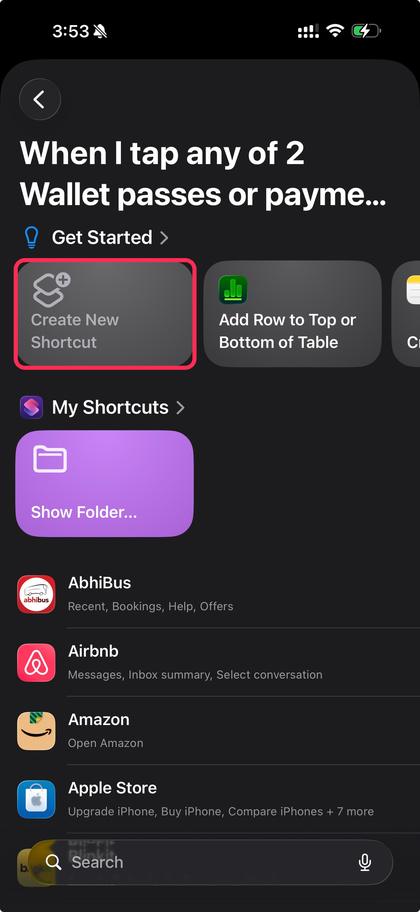 3:53
When I tap any of 2
Wallet passes or payme...
Get Started
Create New
Shortcut
Add Row to Top or
Bottom of Table
My Shortcuts
Show Folder...
abhibus
AbhiBus
Recent, Bookings, Help, Offers
Airbnb
Messages, Inbox summary, Select conversation
Amazon
Open Amazon
Apple Store
Upgrade iPhone, Buy iPhone, Compare iPhones + 7 more
Search